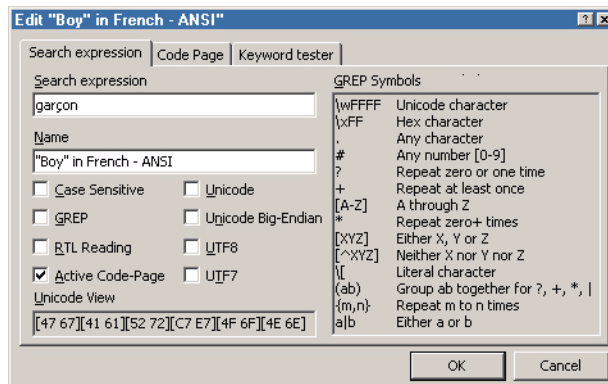 Edit "Boy" in French - ANSI"
Search expression Code Page Keyword tester
Search expression
garçon
Name
"Boy" in French - ANSI
Case Sensitive Unicode
GREP Unicode Big-Endian
RTL Reading UTF8
Active Code-Page UTF7
Unicode View
[47 67][41 61][52 72][C7 E7][4F 6F][4E 6E]
GREP Symbols
\wFFFF Unicode character
\xFF Hex character
. Any character
# Any number [0-9]
? Repeat zero or one time
+ Repeat at least once
[A-Z] A through Z
* Repeat zero+ times
[XYZ] Either X, Y or Z
[^XYZ] Neither X nor Y nor Z
\[ Literal character
(ab) Group ab together for ?, +, *, |
{m,n} Repeat m to n times
a|b Either a or b
OK Cancel